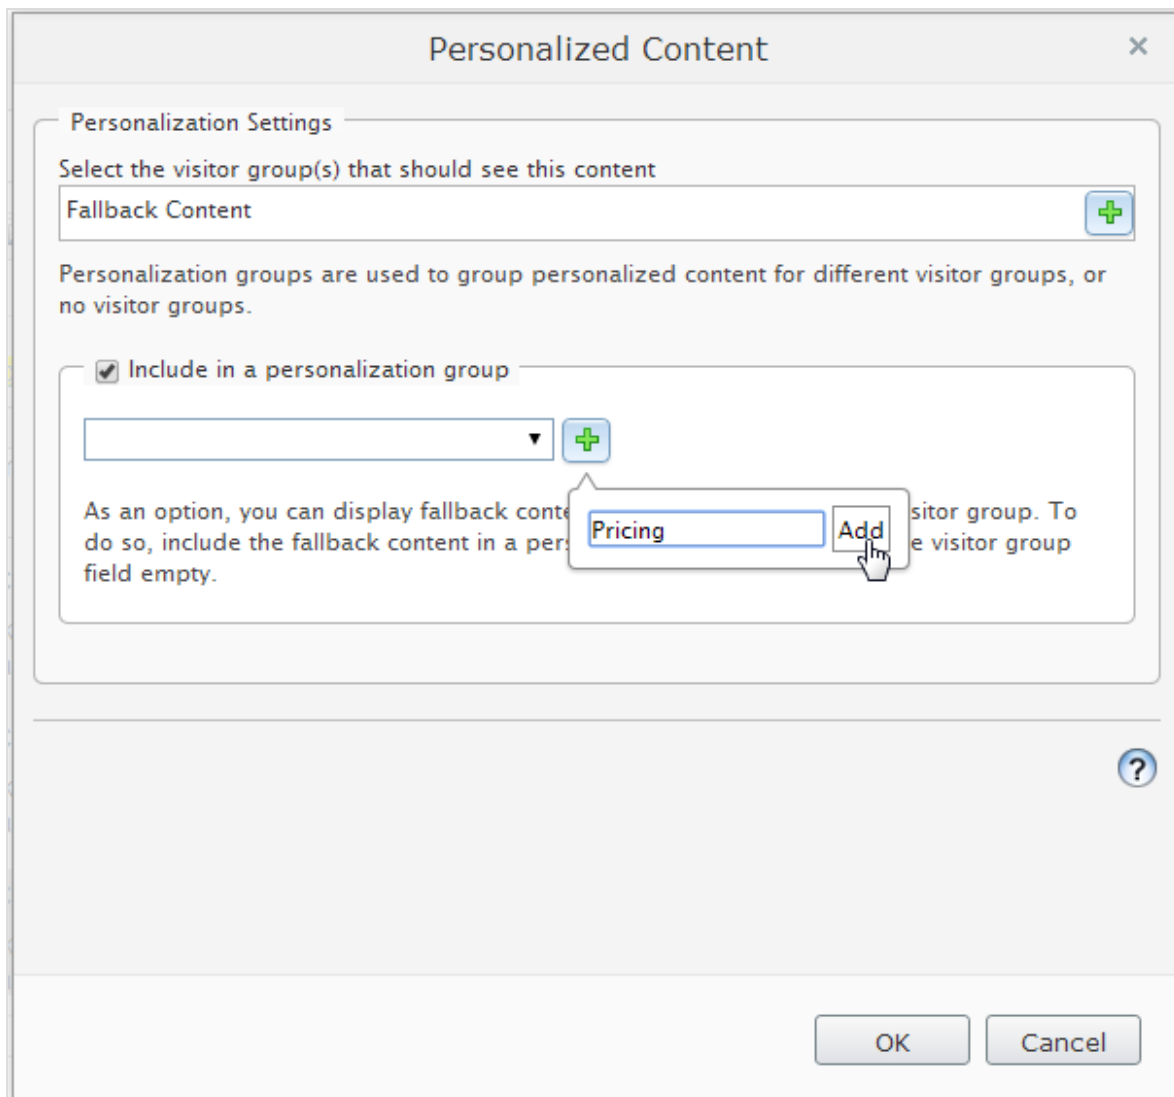 Personalized Content
Personalization Settings
Select the visitor group(s) that should see this content
Fallback Content
Personalization groups are used to group personalized content for different visitor groups, or
no visitor groups.
Include in a personalization group
As an option, you can display fallback conte sitor group. To
Pricing Add
do so, include the fallback content in a pers e visitor group
field empty.
OK Cancel